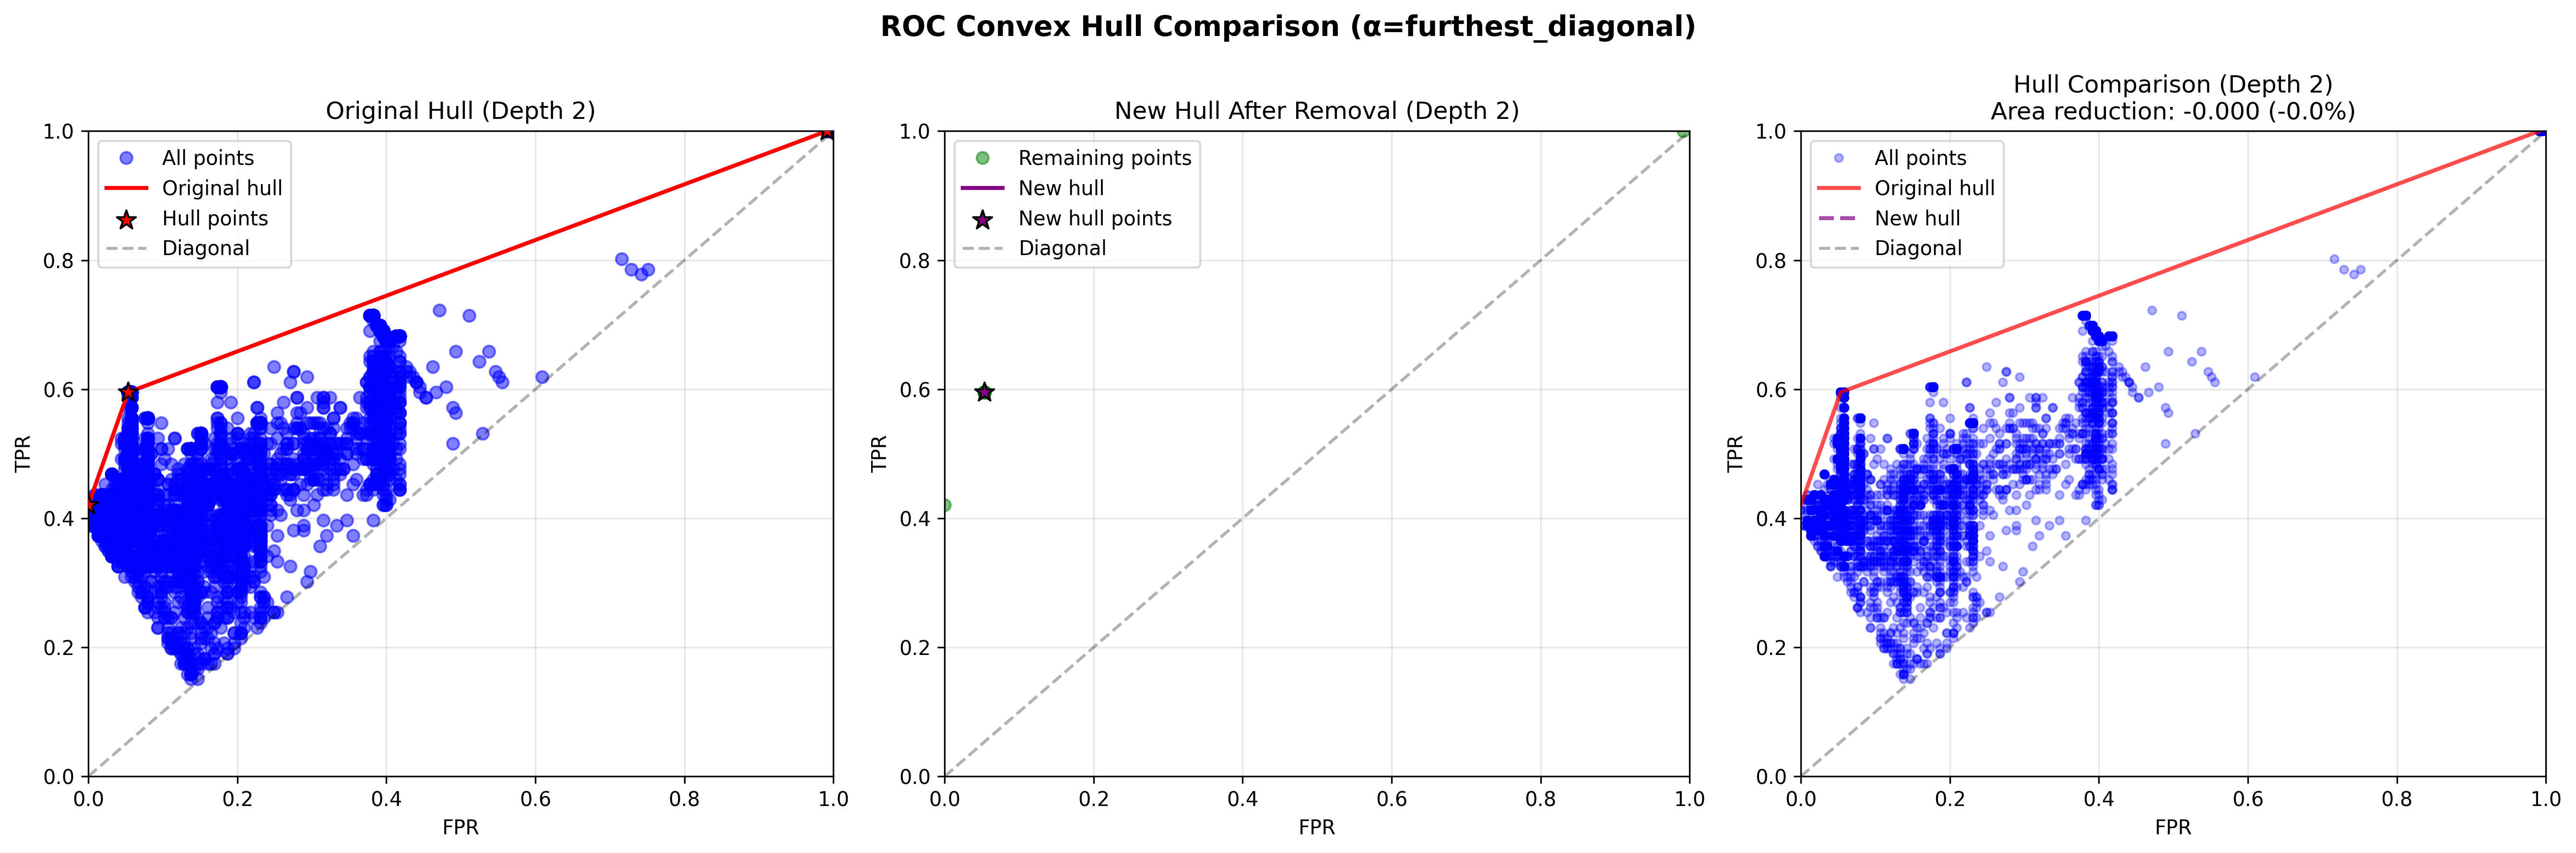 ROC Convex Hull Comparison (α=furthest_diagonal)
Original Hull (Depth 2)
All points
Original hull
Hull points
Diagonal
1.0
0.8
0.6
0.4
0.2
0.0
TPR
0.0 0.2 0.4 0.6 0.8 1.0
FPR
New Hull After Removal (Depth 2)
Remaining points
New hull
New hull points
Diagonal
1.0
0.8
0.6
0.4
0.2
0.0
TPR
0.0 0.2 0.4 0.6 0.8 1.0
FPR
Hull Comparison (Depth 2)
Area reduction: -0.000 (-0.0%)
All points
Original hull
New hull
Diagonal
1.0
0.8
0.6
0.4
0.2
0.0
TPR
0.0 0.2 0.4 0.6 0.8 1.0
FPR